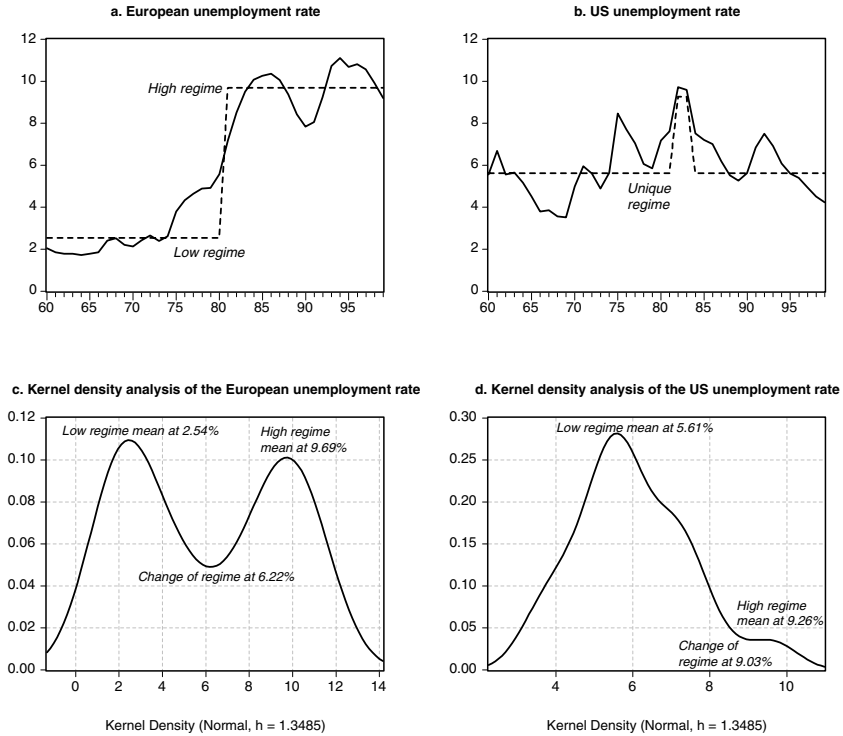 a. European unemployment rate
12
10
8
6
4
2
0
High regime
Low regime
60 65 70 75 80 85 90 95
b. US unemployment rate
12
10
8
6
4
2
0
Unique
regime
60 65 70 75 80 85 90 95
c. Kernel density analysis of the European unemployment rate
0.12
0.10
0.08
0.06
0.04
0.02
0.00
Low regime mean at 2.54%
High regime
mean at 9.69%
Change of regime at 6.22%
0 2 4 6 8 10 12 14
Kernel Density (Normal, h = 1.3485)
d. Kernel density analysis of the US unemployment rate
0.30
0.25
0.20
0.15
0.10
0.05
0.00
Low regime mean at 5.61%
High regime
mean at 9.26%
Change of
regime at 9.03%
4 6 8 10
Kernel Density (Normal, h = 1.3485)